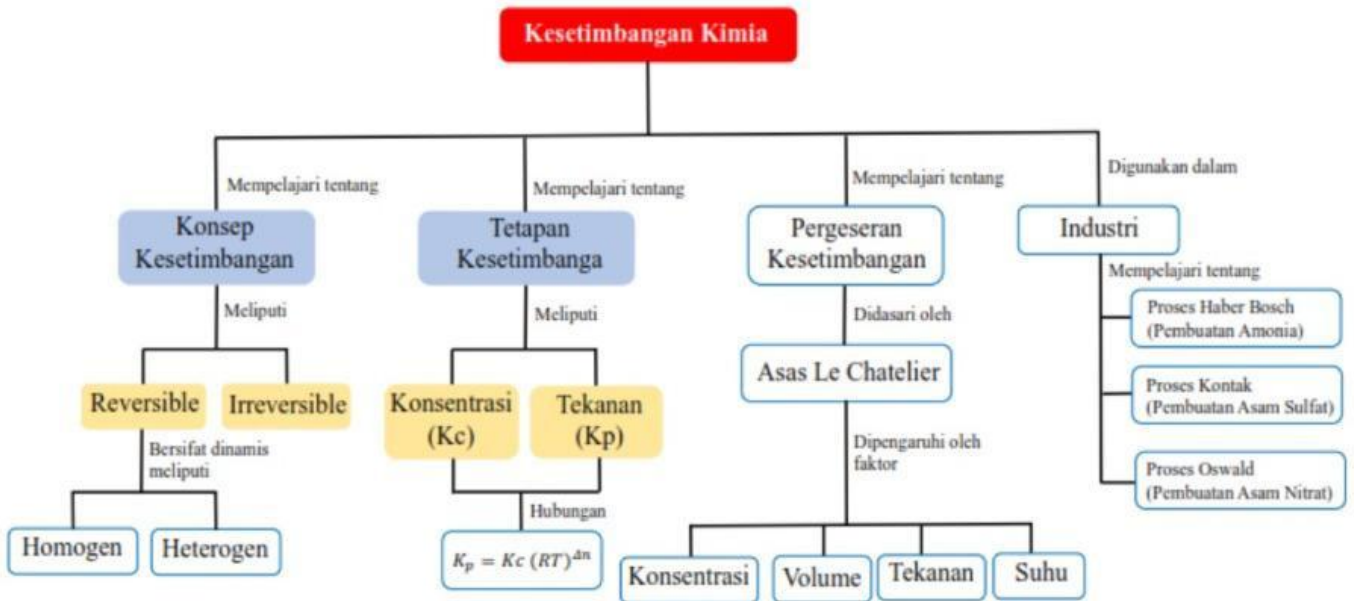 Kesetimbangan Kimia
Mempelajari tentang
Konsep
Kesetimbangan
Meliputi
Reversible
Irreversible
Bersifat dinamis
meliputi
Homogen
Heterogen
Mempelajari tentang
Tetapan
Kesetimbanga
Meliputi
Konsentrasi
(Kc)
Tekanan
(Kp)
Hubungan
K_p = Kc (RT)^{Δn}
Mempelajari tentang
Pergeseran
Kesetimbangan
Didasari oleh
Asas Le Chatelier
Dipengaruhi oleh
faktor
Konsentrasi
Volume
Tekanan
Suhu
Digunakan dalam
Industri
Mempelajari tentang
Proses Haber Bosch
(Pembuatan Amonia)
Proses Kontak
(Pembuatan Asam Sulfat)
Proses Oswald
(Pembuatan Asam Nitrat)